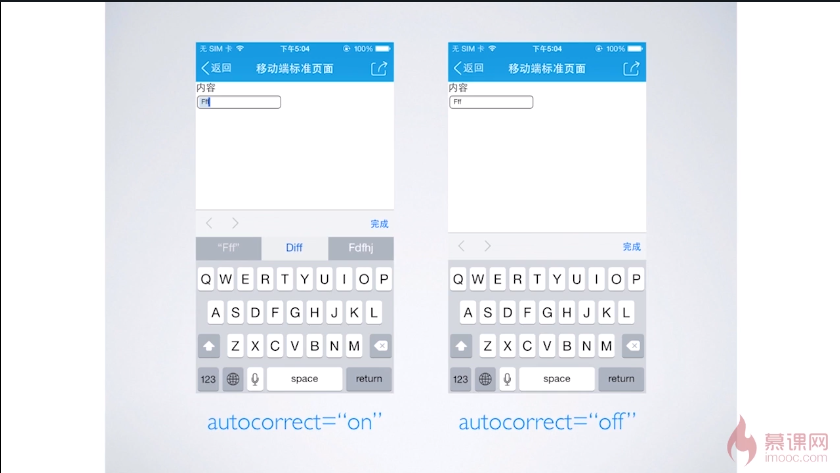 无 SIM 卡 下午5:04 100%
返回 移动端标准页面
内容
Fff
完成
"Fff" Diff Fdfhj
Q W E R T Y U I O P
A S D F G H J K L
Z X C V B N M
123 space return
autocorrect=“on”
无 SIM 卡 下午5:04 100%
返回 移动端标准页面
内容
Fff
完成
Q W E R T Y U I O P
A S D F G H J K L
Z X C V B N M
123 space return
autocorrect=“off”
慕课网
imooc.com